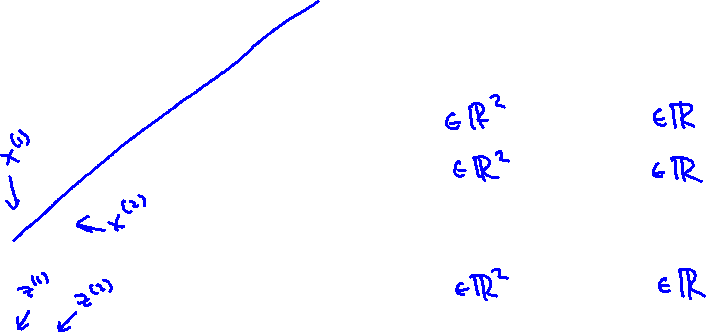 ∈ℝ² ∈ℝ
x⁽¹⁾ ∈ℝ² ∈ℝ
x⁽²⁾
z⁽¹⁾ z⁽²⁾ ∈ℝ² ∈ℝ